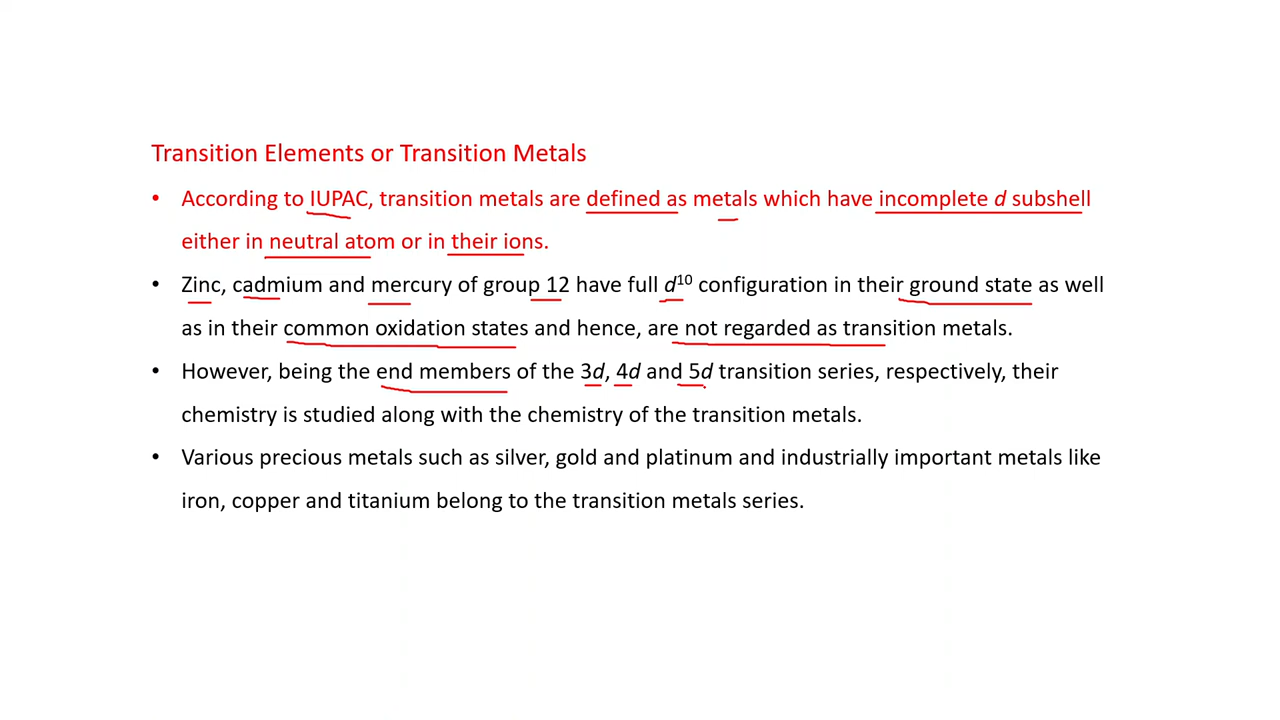 Transition Elements or Transition Metals
• According to IUPAC, transition metals are defined as metals which have incomplete d subshell
either in neutral atom or in their ions.
• Zinc, cadmium and mercury of group 12 have full d¹⁰ configuration in their ground state as well
as in their common oxidation states and hence, are not regarded as transition metals.
• However, being the end members of the 3d, 4d and 5d transition series, respectively, their
chemistry is studied along with the chemistry of the transition metals.
• Various precious metals such as silver, gold and platinum and industrially important metals like
iron, copper and titanium belong to the transition metals series.